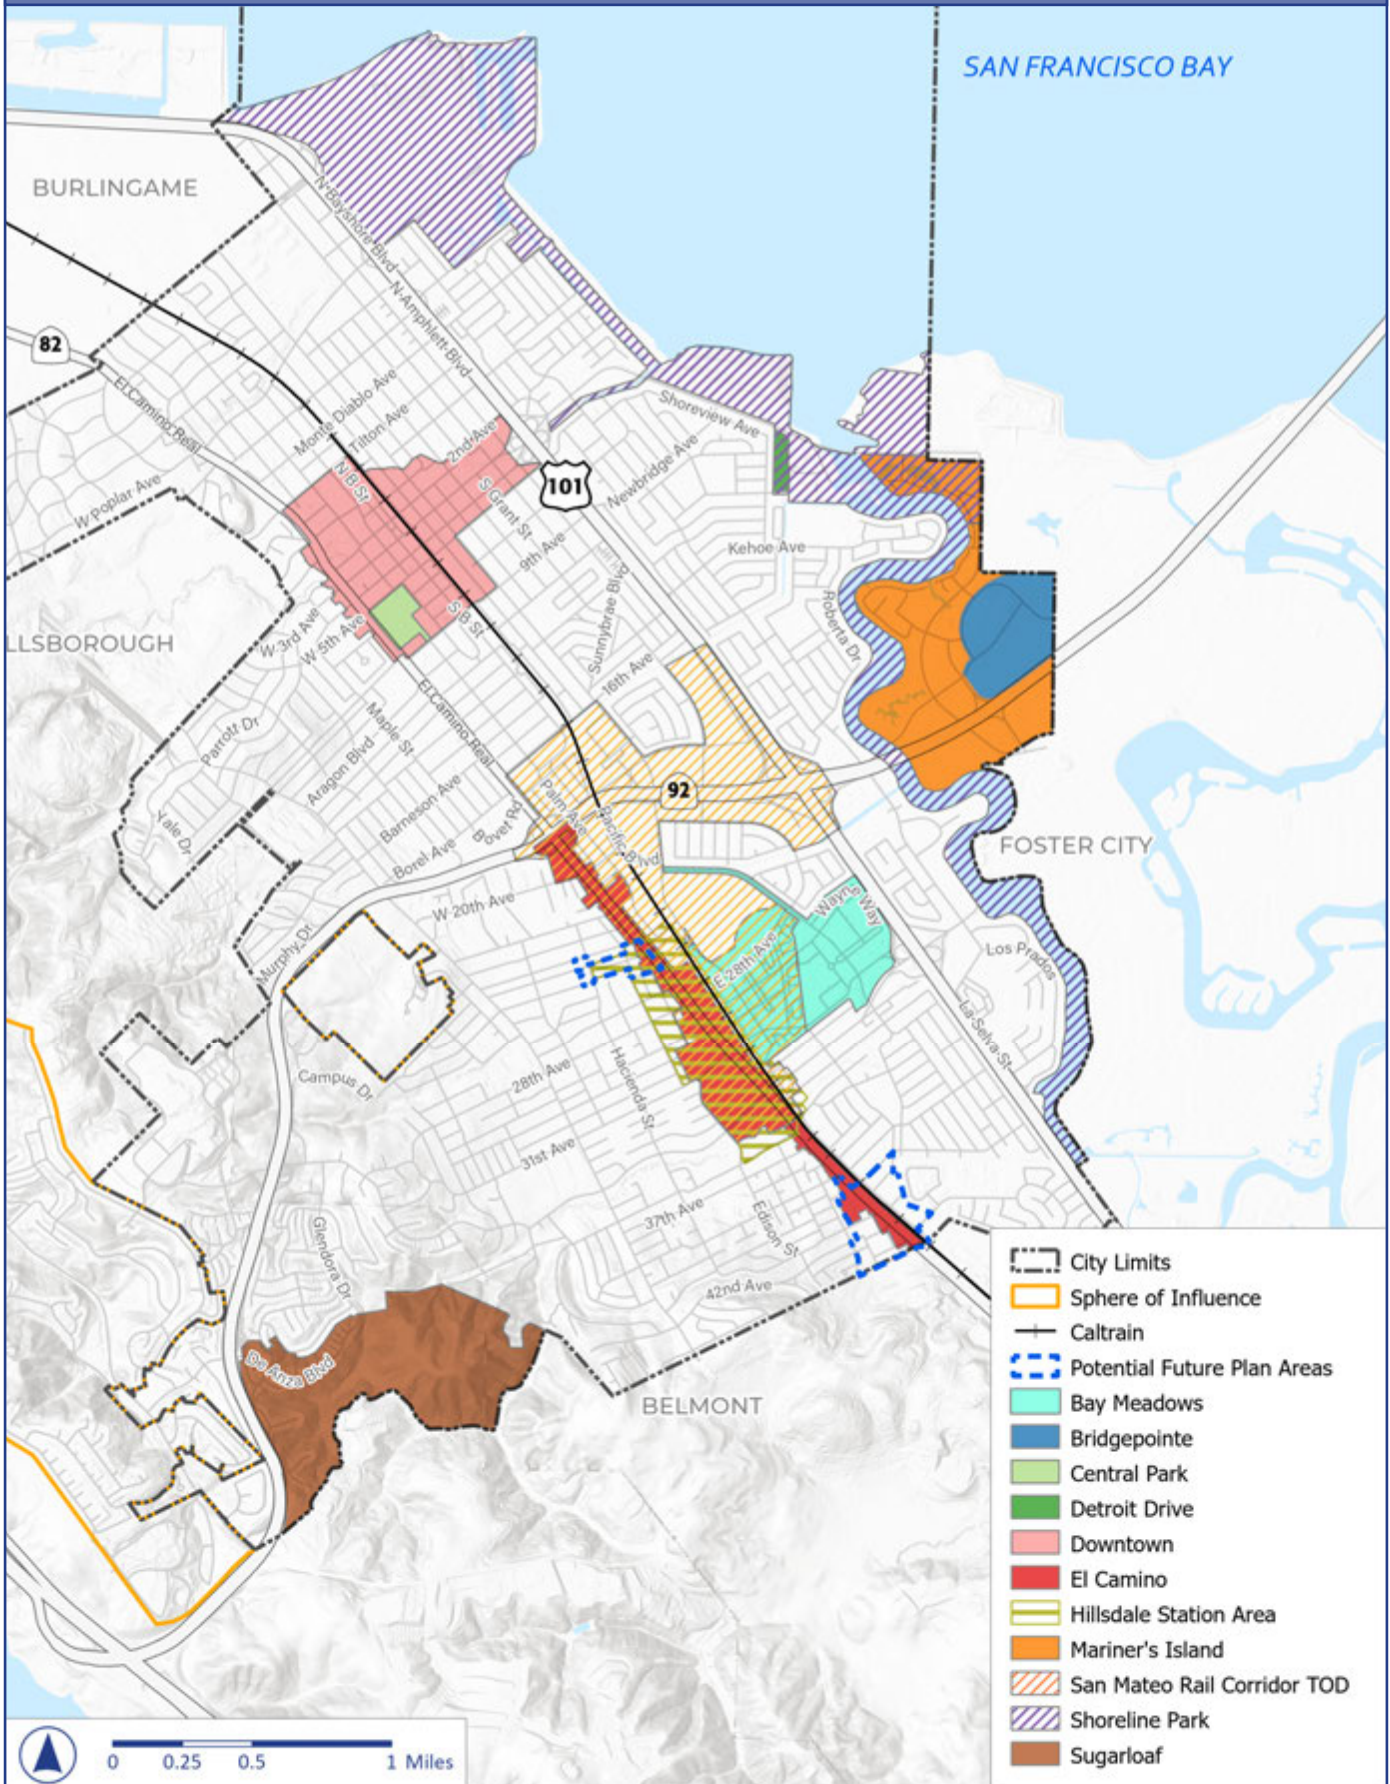 SAN FRANCISCO BAY
BURLINGAME
N Bayshore Blvd
N Amphlett Blvd
82
El Camino Real
Monte Diablo Ave
Tilton Ave
2nd Ave
Shoreview Ave
N B St
101
Newbridge Ave
W Poplar Ave
S Grant St
9th Ave
Kehoe Ave
Sunnybrae Blvd
S B St
Roberta Dr
W 3rd Ave
W 5th Ave
LLSBOROUGH
16th Ave
El Camino Real
Maple St
Parrott Dr
Aragon Blvd
92
Palm Ave
Pacific Blvd
Barneson Ave
Bovet Rd
Yale Dr
Borel Ave
FOSTER CITY
W 20th Ave
Wayne Way
Murphy Dr
E 28th Ave
Los Prados
La Selva St
Campus Dr
28th Ave
Hacienda St
31st Ave
37th Ave
Edison St
Glendora Dr
42nd Ave
De Anza Blvd
BELMONT
City Limits
Sphere of Influence
Caltrain
Potential Future Plan Areas
Bay Meadows
Bridgepointe
Central Park
Detroit Drive
Downtown
El Camino
Hillsdale Station Area
Mariner's Island
San Mateo Rail Corridor TOD
Shoreline Park
Sugarloaf
0 0.25 0.5 1 Miles